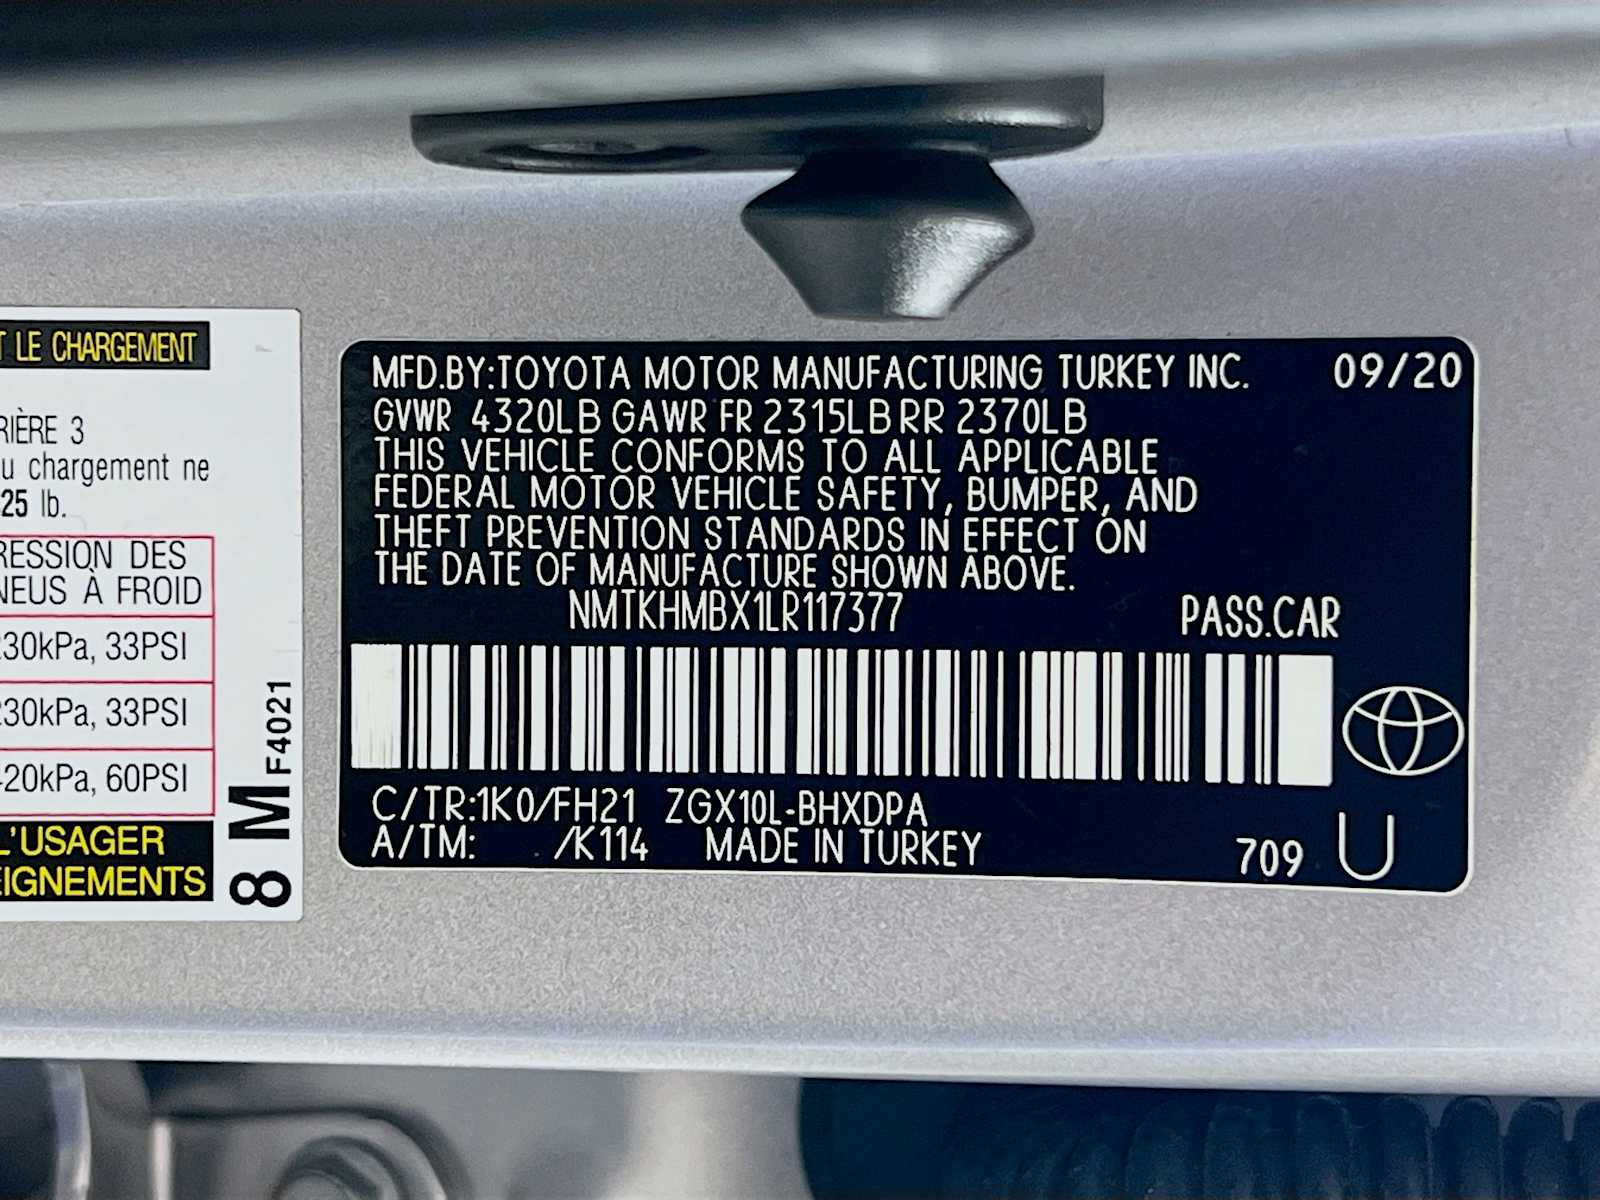 T LE CHARGEMENT
RIÈRE 3
u chargement ne
25 lb.
RESSION DES
NEUS À FROID
230kPa, 33PSI
230kPa, 33PSI
420kPa, 60PSI
L'USAGER
EIGNEMENTS
8 M F4021
MFD.BY:TOYOTA MOTOR MANUFACTURING TURKEY INC. 09/20
GVWR 4320LB GAWR FR 2315LB RR 2370LB
THIS VEHICLE CONFORMS TO ALL APPLICABLE
FEDERAL MOTOR VEHICLE SAFETY, BUMPER, AND
THEFT PREVENTION STANDARDS IN EFFECT ON
THE DATE OF MANUFACTURE SHOWN ABOVE.
NMTKHMBX1LR117377 PASS.CAR
C/TR:1K0/FH21 ZGX10L-BHXDPA
A/TM: /K114 MADE IN TURKEY 709 U